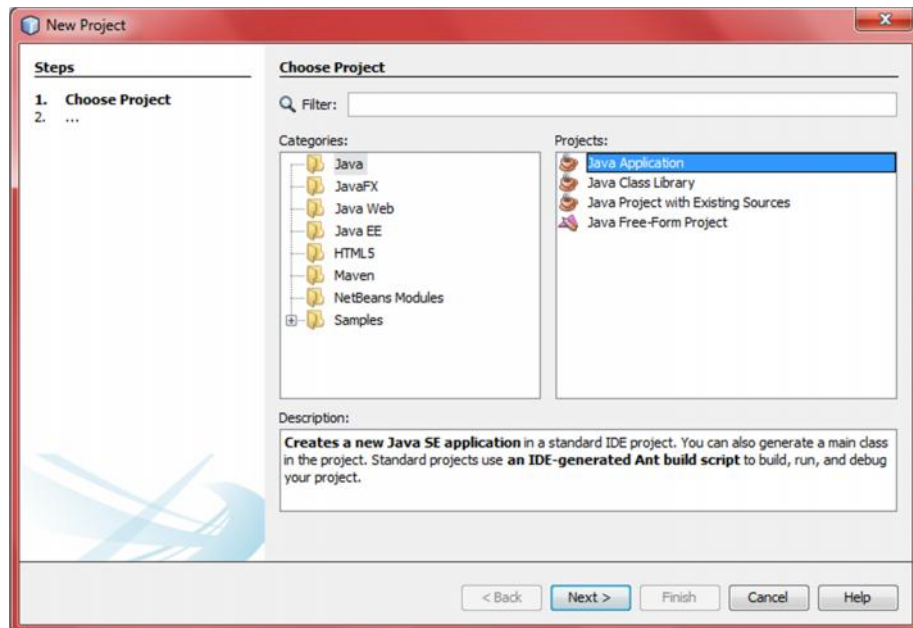 New Project
Steps
1. Choose Project
2. ...
Choose Project
Filter:
Categories:
Java
JavaFX
Java Web
Java EE
HTML5
Maven
NetBeans Modules
Samples
Projects:
Java Application
Java Class Library
Java Project with Existing Sources
Java Free-Form Project
Description:
Creates a new Java SE application in a standard IDE project. You can also generate a main class
in the project. Standard projects use an IDE-generated Ant build script to build, run, and debug
your project.
< Back Next > Finish Cancel Help